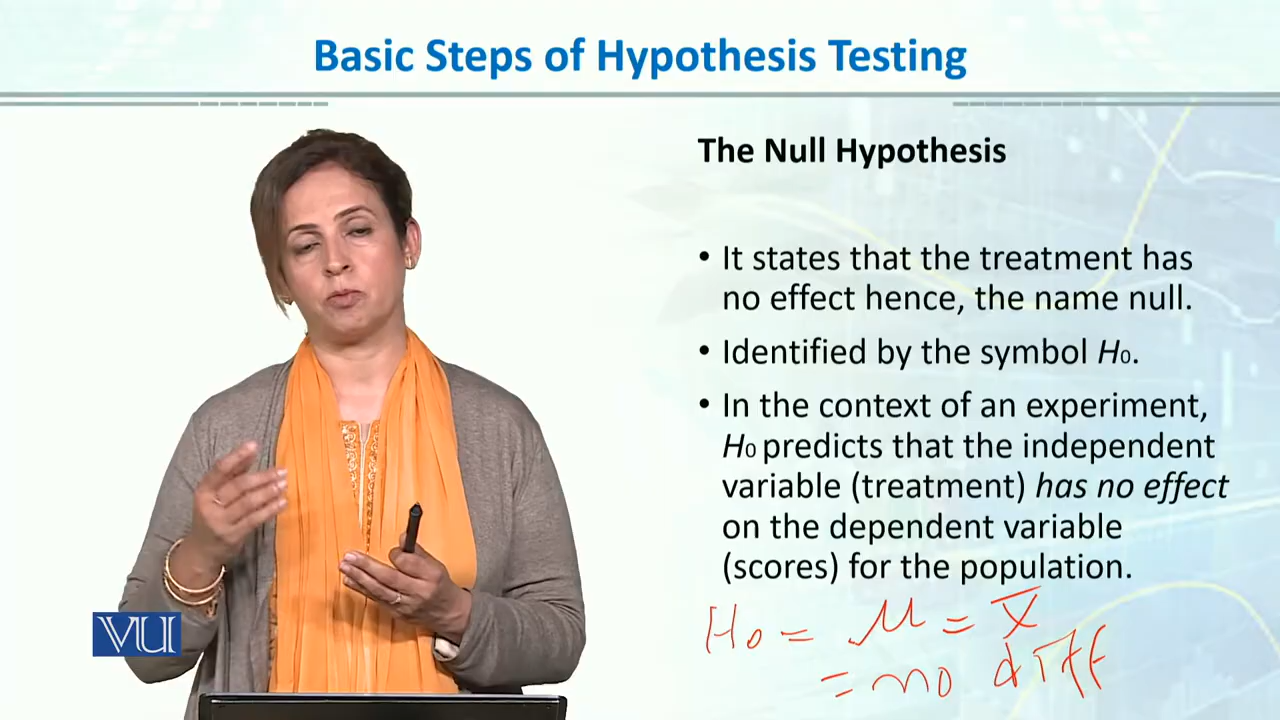 Basic Steps of Hypothesis Testing
The Null Hypothesis
• It states that the treatment has
no effect hence, the name null.
• Identified by the symbol H₀.
• In the context of an experiment,
H₀ predicts that the independent
variable (treatment) has no effect
on the dependent variable
(scores) for the population.
H₀ = μ = x̄
= no diff
VU